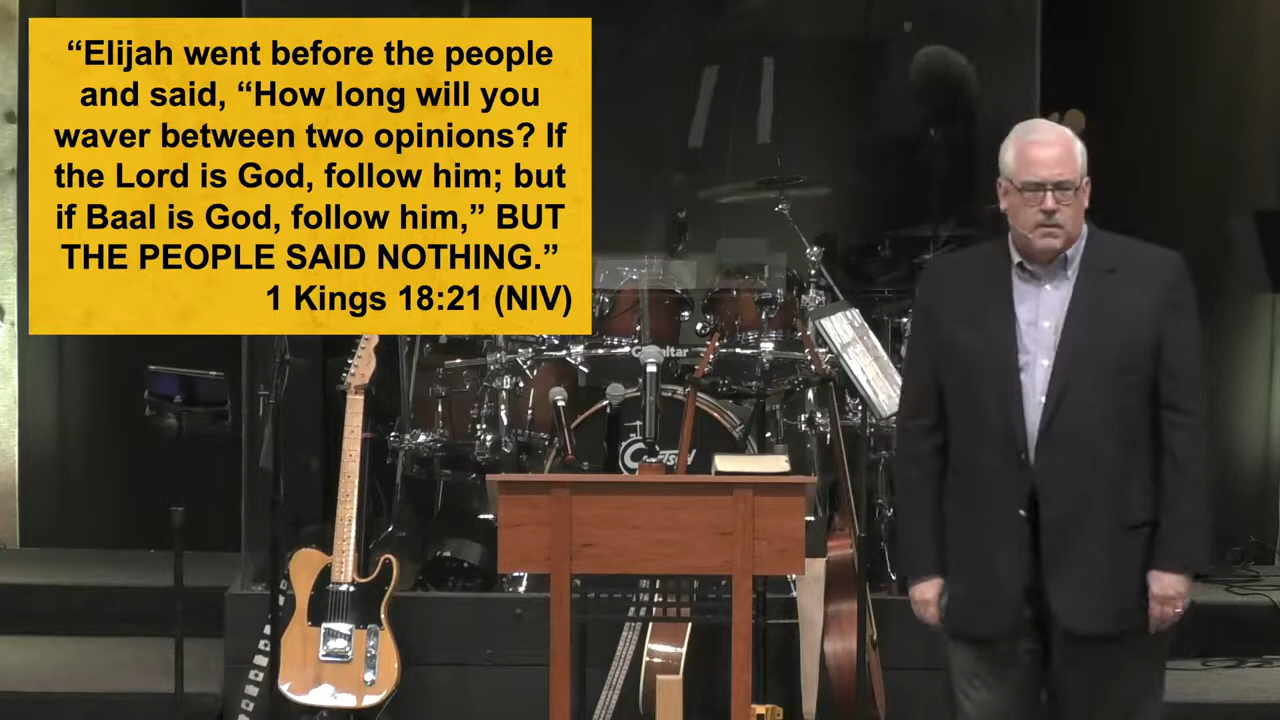 “Elijah went before the people
and said, “How long will you
waver between two opinions? If
the Lord is God, follow him; but
if Baal is God, follow him,” BUT
THE PEOPLE SAID NOTHING.”
1 Kings 18:21 (NIV)
Gibraltar